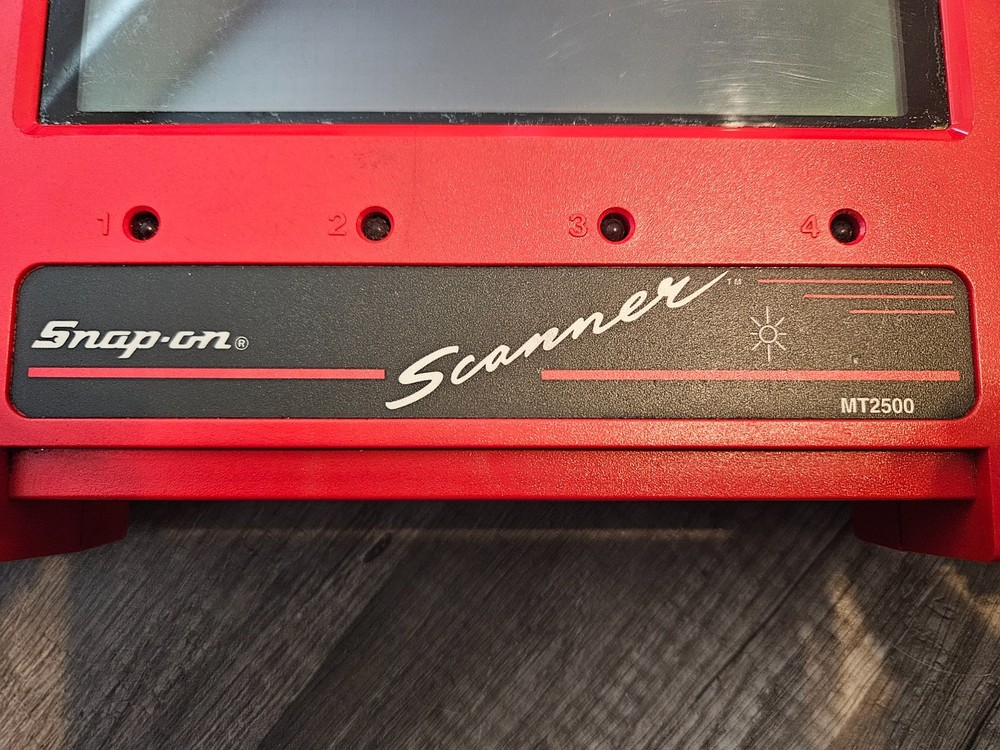 1 2 3 4
Snap-on®
Scanner™
MT2500